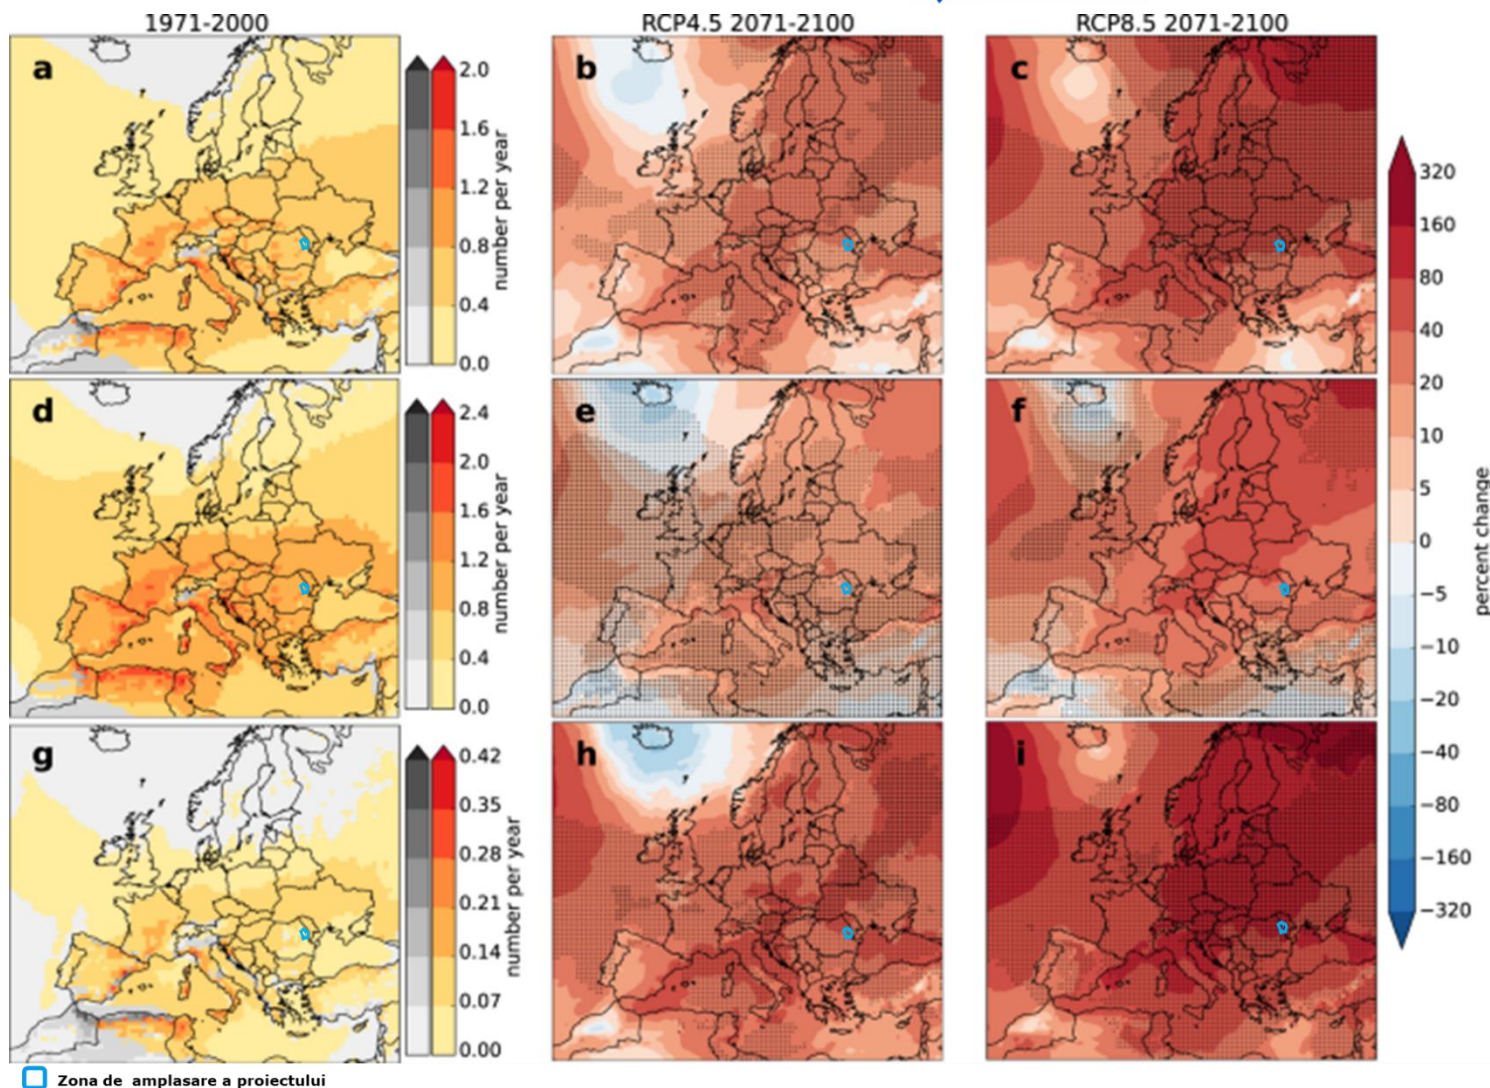 1971-2000
RCP4.5 2071-2100
RCP8.5 2071-2100
a
2.0
1.6
1.2
0.8
0.4
0.0
number per year
b
c
d
2.4
2.0
1.6
1.2
0.8
0.4
0.0
number per year
e
f
g
0.42
0.35
0.28
0.21
0.14
0.07
0.00
number per year
h
i
320
160
80
40
20
10
5
0
−5
−10
−20
−40
−80
−160
−320
percent change
Zona de amplasare a proiectului